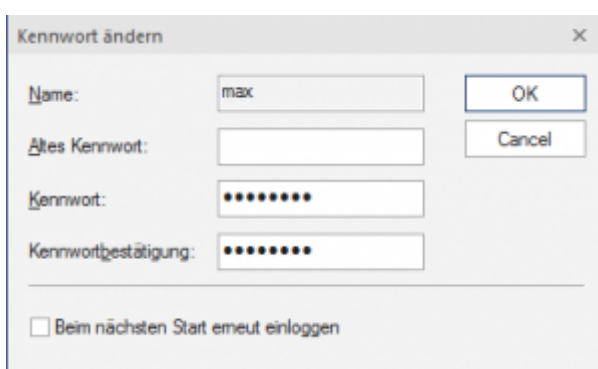 Kennwort ändern
Name: max
OK
Altes Kennwort:
Cancel
Kennwort: ●●●●●●●●
Kennwortbestätigung: ●●●●●●●●
Beim nächsten Start erneut einloggen